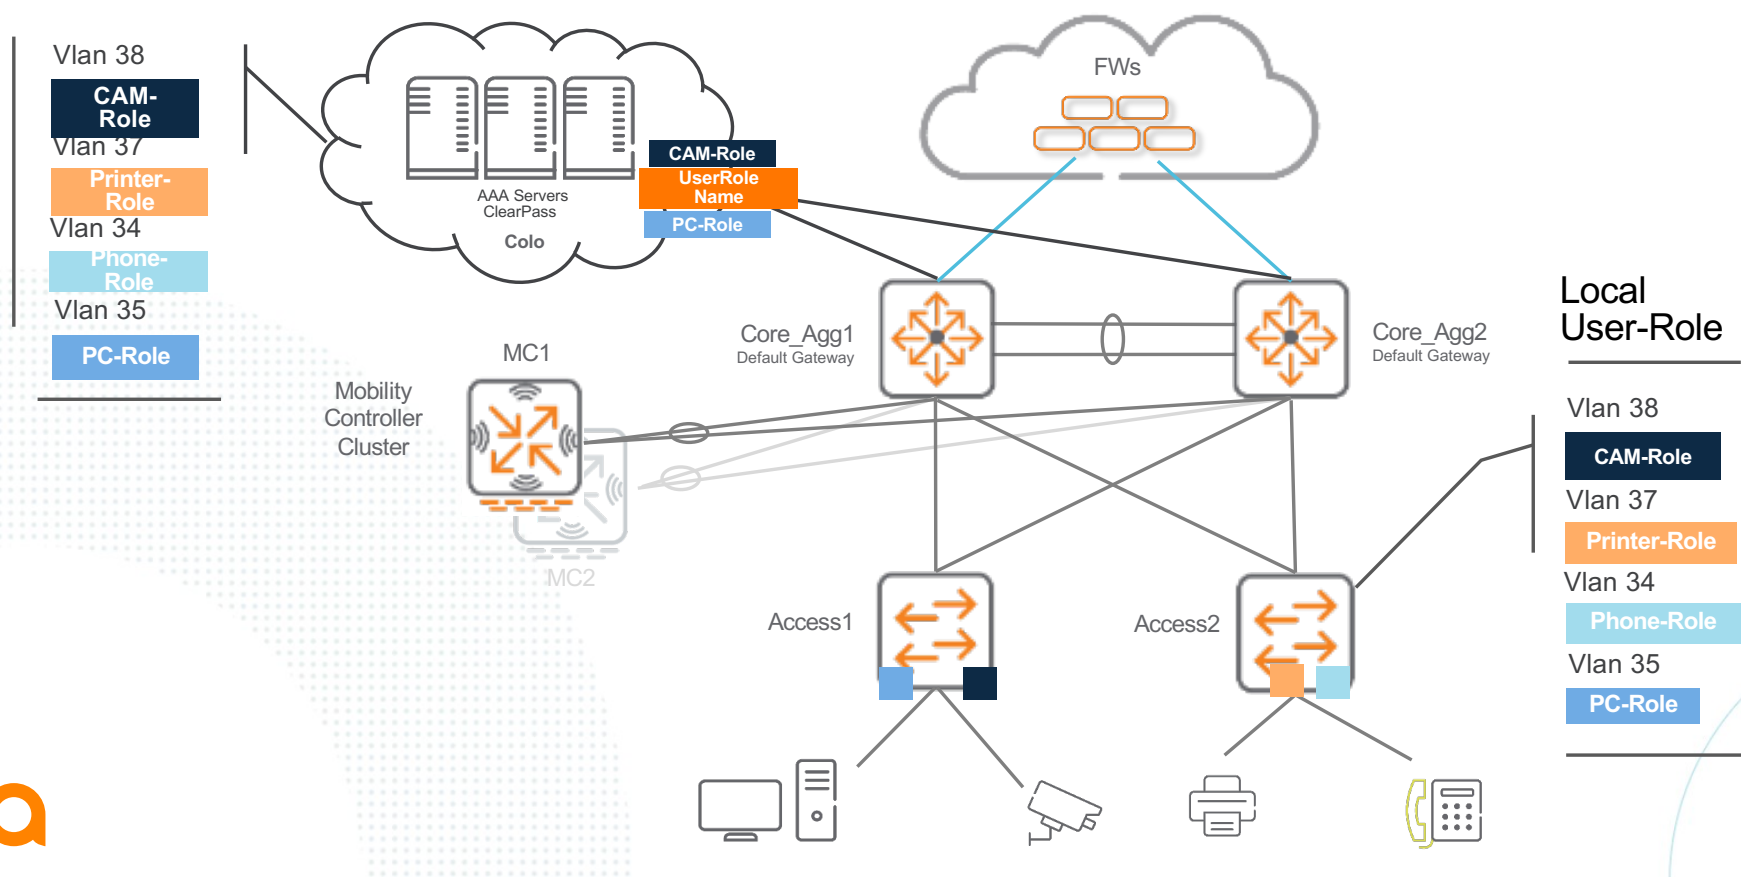 Vlan 38
CAM-
Role
Vlan 37
Printer-
Role
Vlan 34
Phone-
Role
Vlan 35
PC-Role
AAA Servers
ClearPass
Colo
CAM-Role
UserRole
Name
PC-Role
FWs
Core_Agg1
Default Gateway
Core_Agg2
Default Gateway
MC1
Mobility
Controller
Cluster
MC2
Access1
Access2
Local
User-Role
Vlan 38
CAM-Role
Vlan 37
Printer-Role
Vlan 34
Phone-Role
Vlan 35
PC-Role